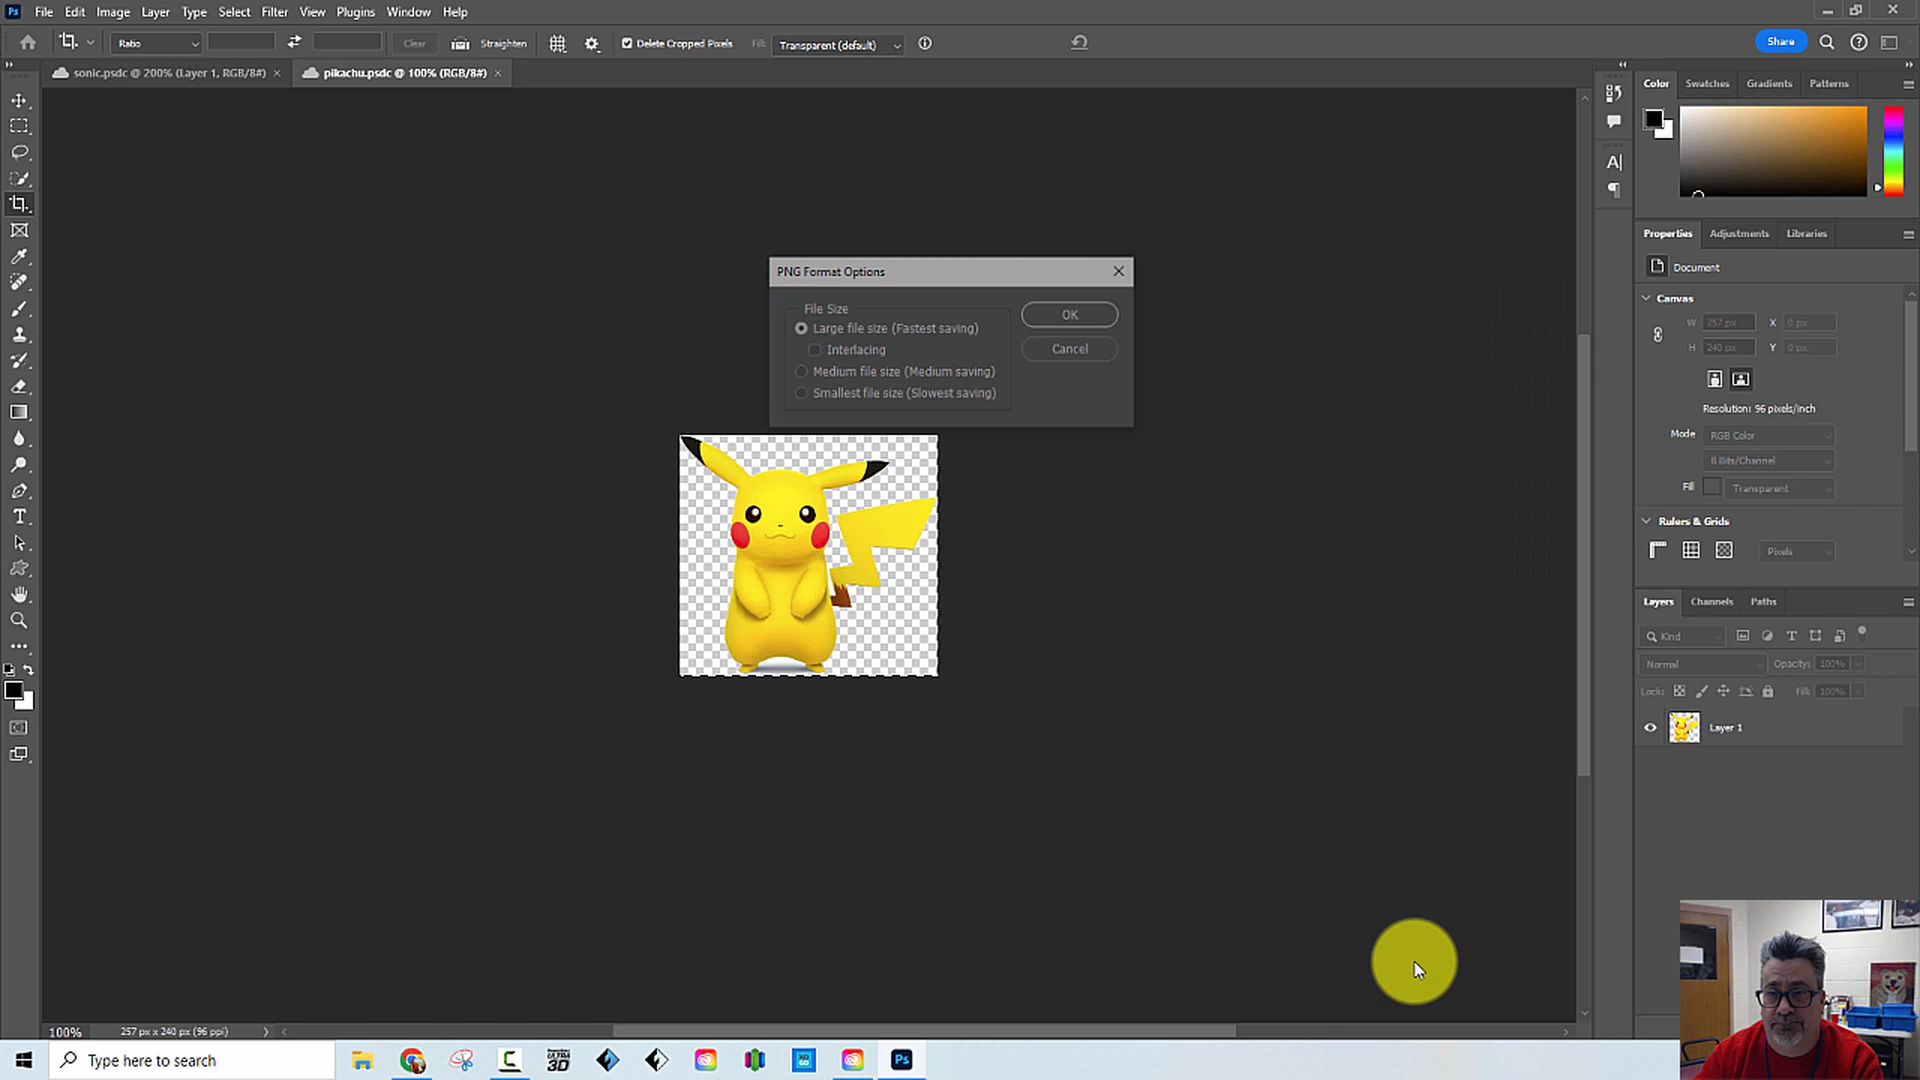 Ps File Edit Image Layer Type Select Filter View Plugins Window Help
Ratio Clear Straighten Delete Cropped Pixels Fill: Transparent (default) Share
sonic.psdc @ 200% (Layer 1, RGB/8#) × pikachu.psdc @ 100% (RGB/8#) ×
Color Swatches Gradients Patterns
Properties Adjustments Libraries
Document
Canvas
W 257 px X 0 px
H 240 px Y 0 px
Resolution: 96 pixels/inch
Mode RGB Color
8 Bits/Channel
Fill Transparent
Rulers & Grids
Pixels
Layers Channels Paths
Kind
Normal Opacity: 100%
Lock: Fill: 100%
Layer 1
PNG Format Options
File Size
Large file size (Fastest saving)
Interlacing
Medium file size (Medium saving)
Smallest file size (Slowest saving)
OK
Cancel
100% 257 px x 240 px (96 ppi)
Type here to search
ULTRA
3D
Ps